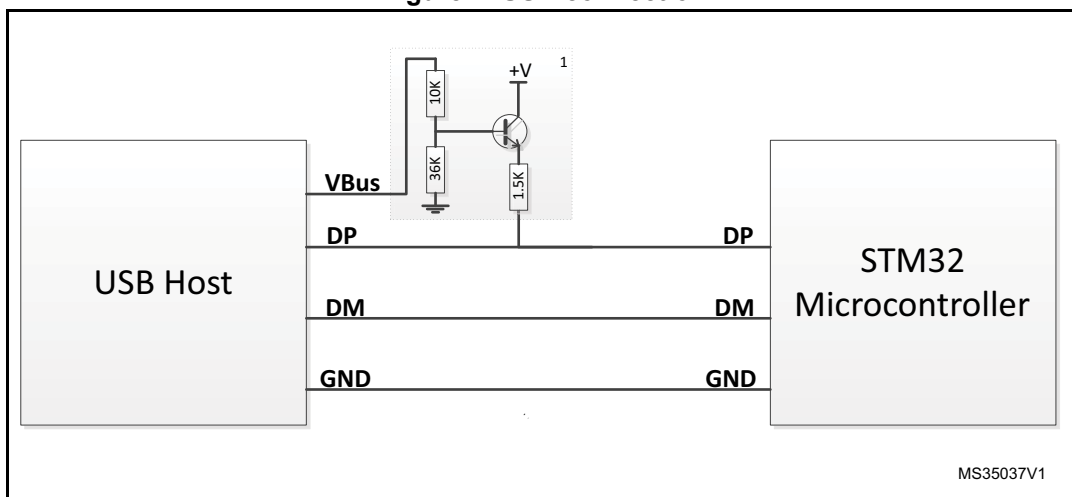 +V
1
10K
36K
1.5K
VBus
DP
DP
USB Host
STM32
Microcontroller
DM
DM
GND
GND
MS35037V1